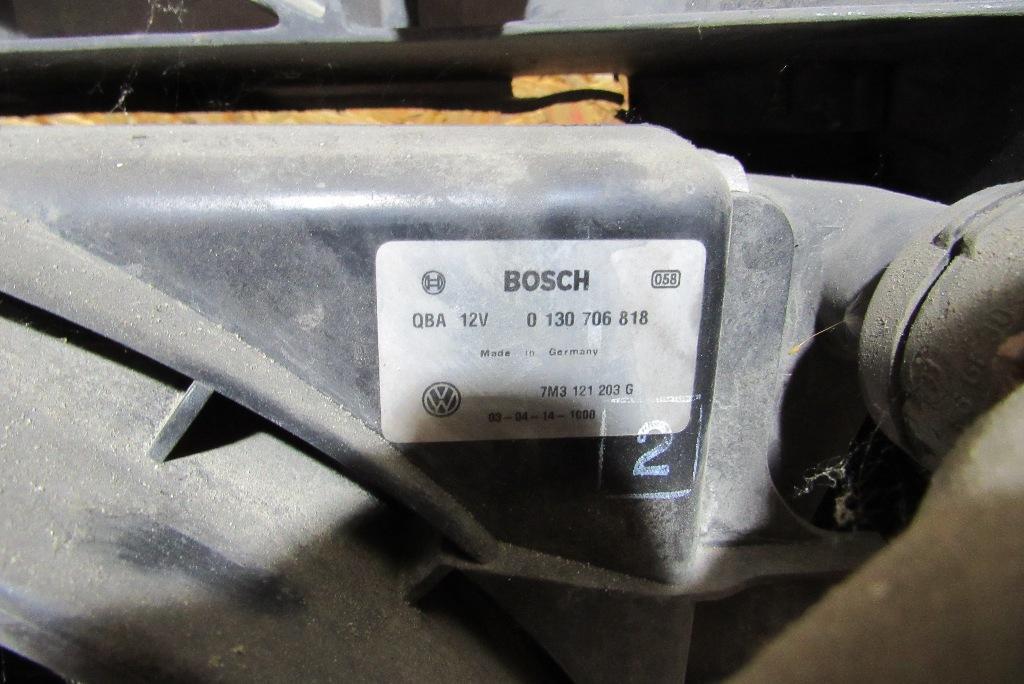 BOSCH 058
QBA 12V 0 130 706 818
Made in Germany
7M3 121 203 G
03-04-14-1000
2